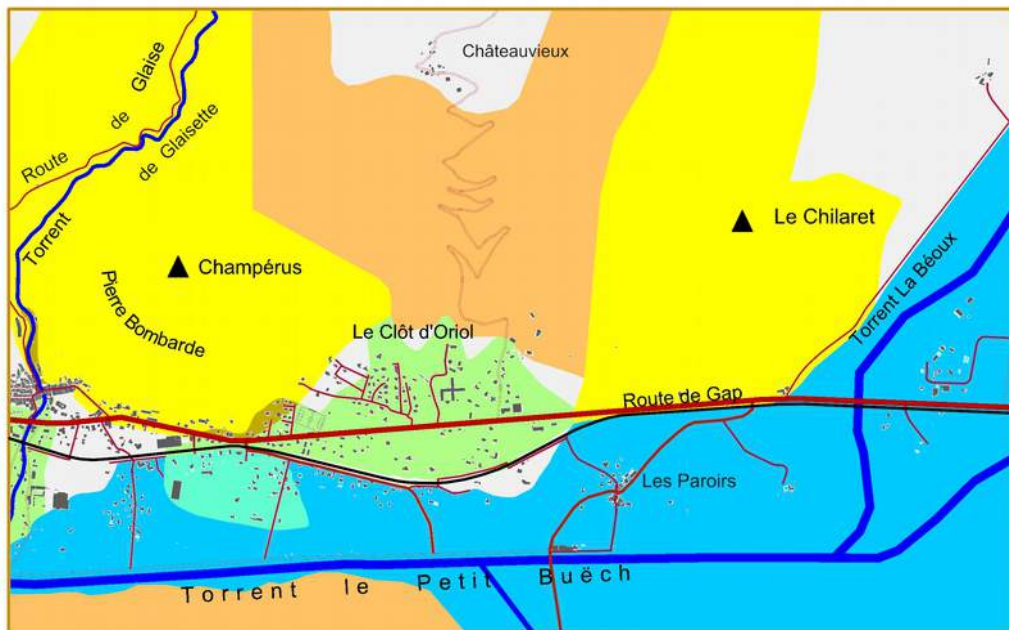 Châteauvieux
Route de Glaise
Torrent de Glaisette
Le Chilaret
Champérus
Pierre Bombarde
Torrent La Béoux
Le Clôt d'Oriol
Route de Gap
Les Paroirs
Torrent le Petit Buëch